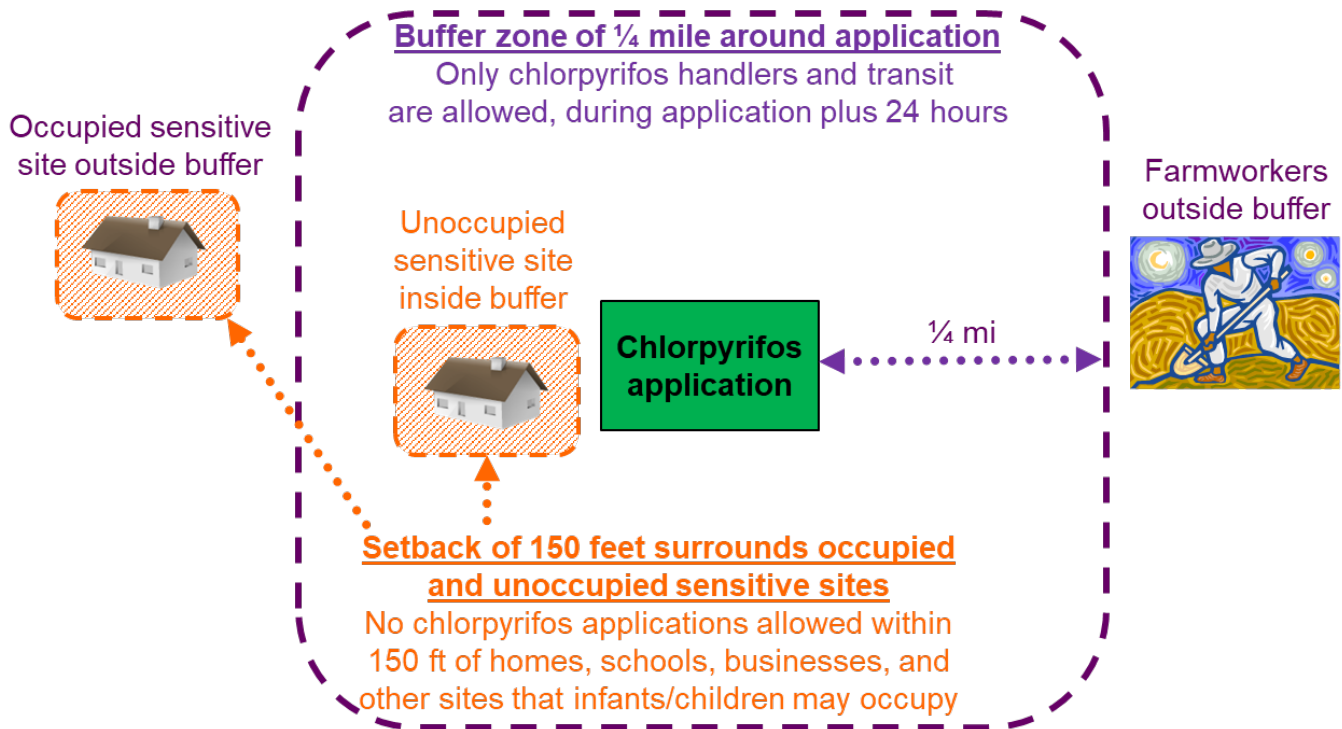 Buffer zone of ¼ mile around application
Only chlorpyrifos handlers and transit
are allowed, during application plus 24 hours
Occupied sensitive
site outside buffer
Farmworkers
outside buffer
Unoccupied
sensitive site
inside buffer
Chlorpyrifos
application
¼ mi
Setback of 150 feet surrounds occupied
and unoccupied sensitive sites
No chlorpyrifos applications allowed within
150 ft of homes, schools, businesses, and
other sites that infants/children may occupy